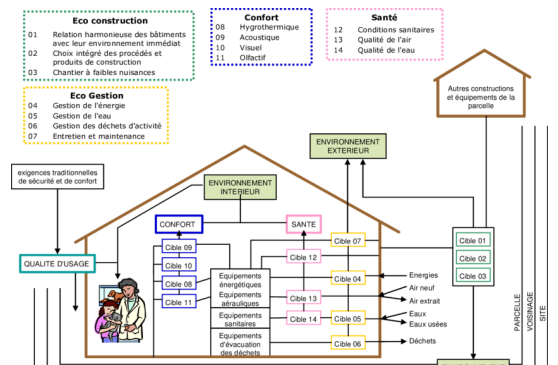 Eco construction
01 Relation harmonieuse des bâtiments
avec leur environnement immédiat
02 Choix intégré des procédés et
produits de construction
03 Chantier à faibles nuisances
Confort
08 Hygrothermique
09 Acoustique
10 Visuel
11 Olfactif
Santé
12 Conditions sanitaires
13 Qualité de l'air
14 Qualité de l'eau
Eco Gestion
04 Gestion de l'énergie
05 Gestion de l'eau
06 Gestion des déchets d'activité
07 Entretien et maintenance
Autres constructions
et équipements de la
parcelle
ENVIRONNEMENT
EXTERIEUR
exigences traditionnelles
de sécurité et de confort
ENVIRONNEMENT
INTERIEUR
CONFORT
SANTE
QUALITE D'USAGE
Cible 09
Cible 10
Cible 08
Cible 11
Equipements
énergétiques
Equipements
aérauliques
Equipements
sanitaires
Equipements
d'évacuation
des déchets
Cible 12
Cible 13
Cible 14
Cible 07
Cible 04
Cible 05
Cible 06
Energies
Air neuf
Air extrait
Eaux
Eaux usées
Déchets
Cible 01
Cible 02
Cible 03
PARCELLE
VOISINAGE
SITE